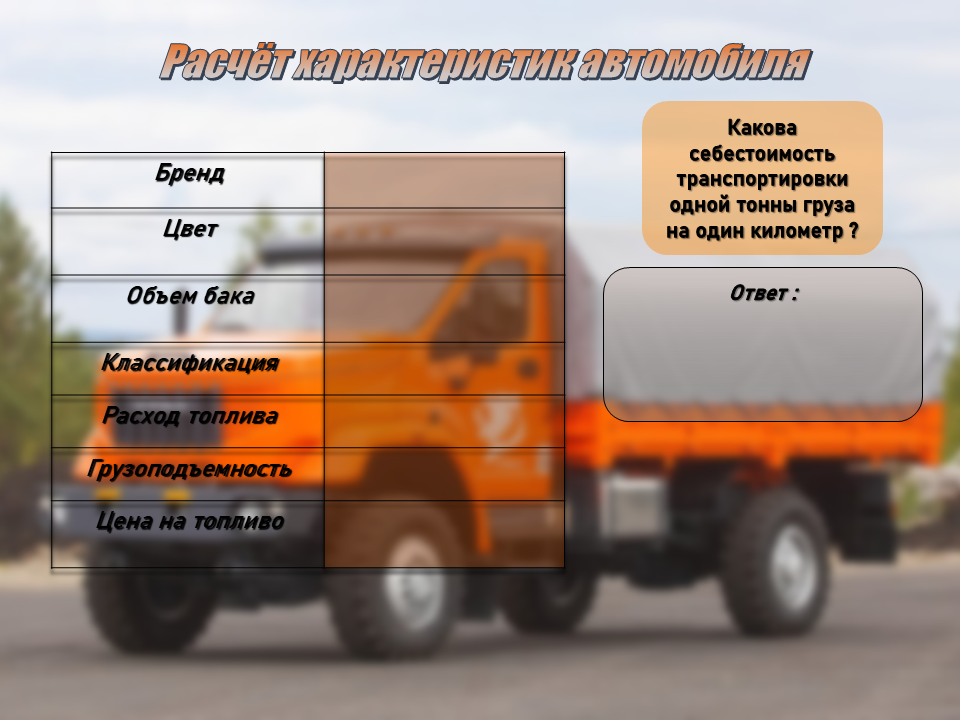 Расчёт характеристик автомобиля
Какова
себестоимость
транспортировки
одной тонны груза
на один километр ?
Бренд
Цвет
Объем бака
Классификация
Расход топлива
Грузоподъемность
Цена на топливо
Ответ :